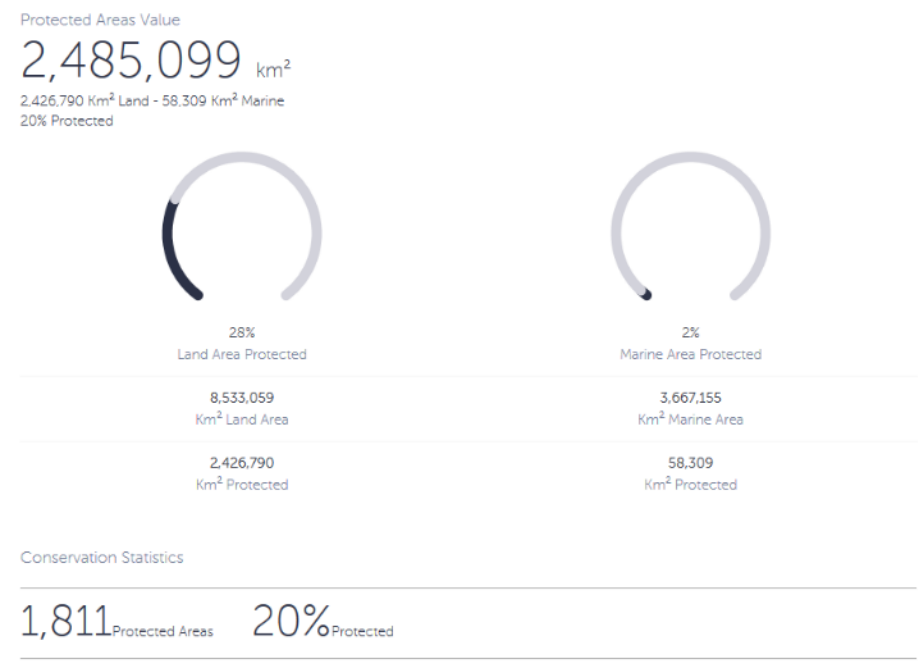 Protected Areas Value
2,485,099 km²
2,426,790 Km² Land - 58,309 Km² Marine
20% Protected
28%
Land Area Protected
2%
Marine Area Protected
8,533,059
Km² Land Area
3,667,155
Km² Marine Area
2,426,790
Km² Protected
58,309
Km² Protected
Conservation Statistics
1,811 Protected Areas
20% Protected